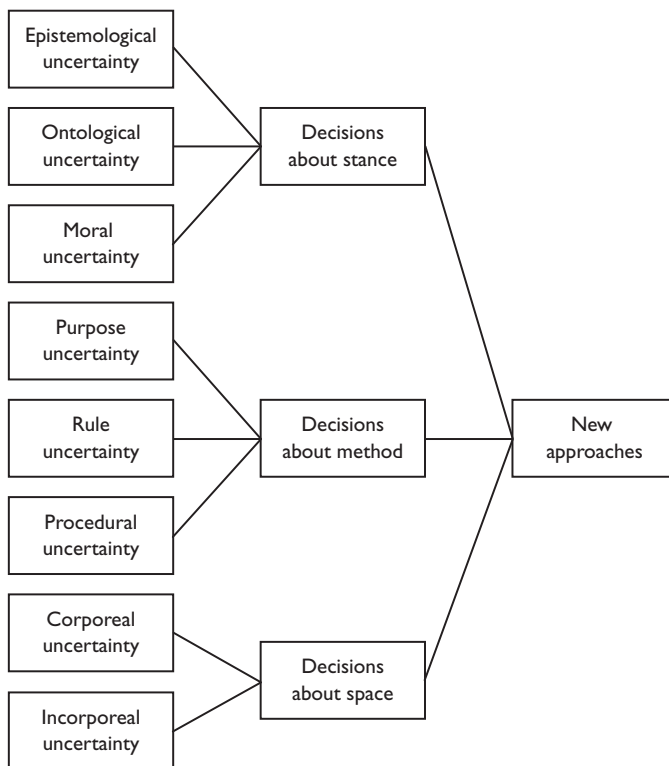 Epistemological
uncertainty
Ontological
uncertainty
Moral
uncertainty
Purpose
uncertainty
Rule
uncertainty
Procedural
uncertainty
Corporeal
uncertainty
Incorporeal
uncertainty
Decisions
about stance
Decisions
about method
Decisions
about space
New
approaches